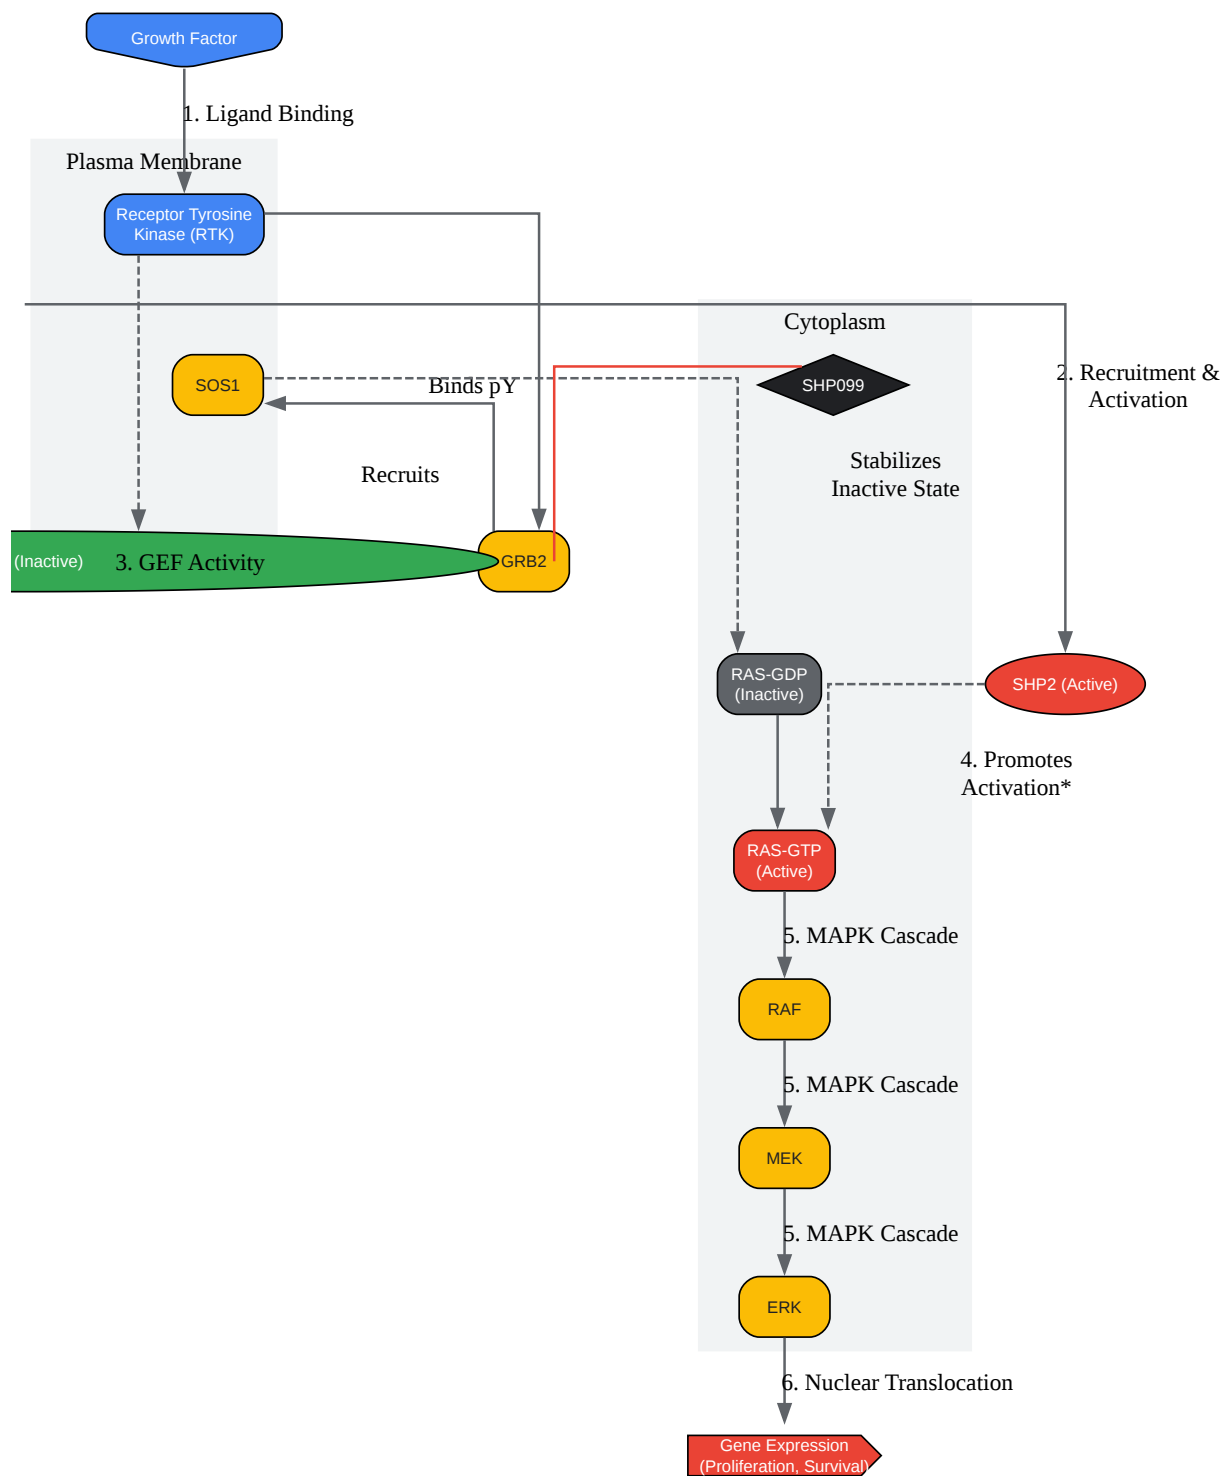 Growth Factor
1. Ligand Binding
Plasma Membrane
Receptor Tyrosine
Kinase (RTK)
Cytoplasm
SOS1
Binds pY
SHP099
2. Recruitment &
Activation
Recruits
Stabilizes
Inactive State
(Inactive)
3. GEF Activity
GRB2
RAS-GDP
(Inactive)
SHP2 (Active)
4. Promotes
Activation*
RAS-GTP
(Active)
5. MAPK Cascade
RAF
5. MAPK Cascade
MEK
5. MAPK Cascade
ERK
6. Nuclear Translocation
Gene Expression
(Proliferation, Survival)